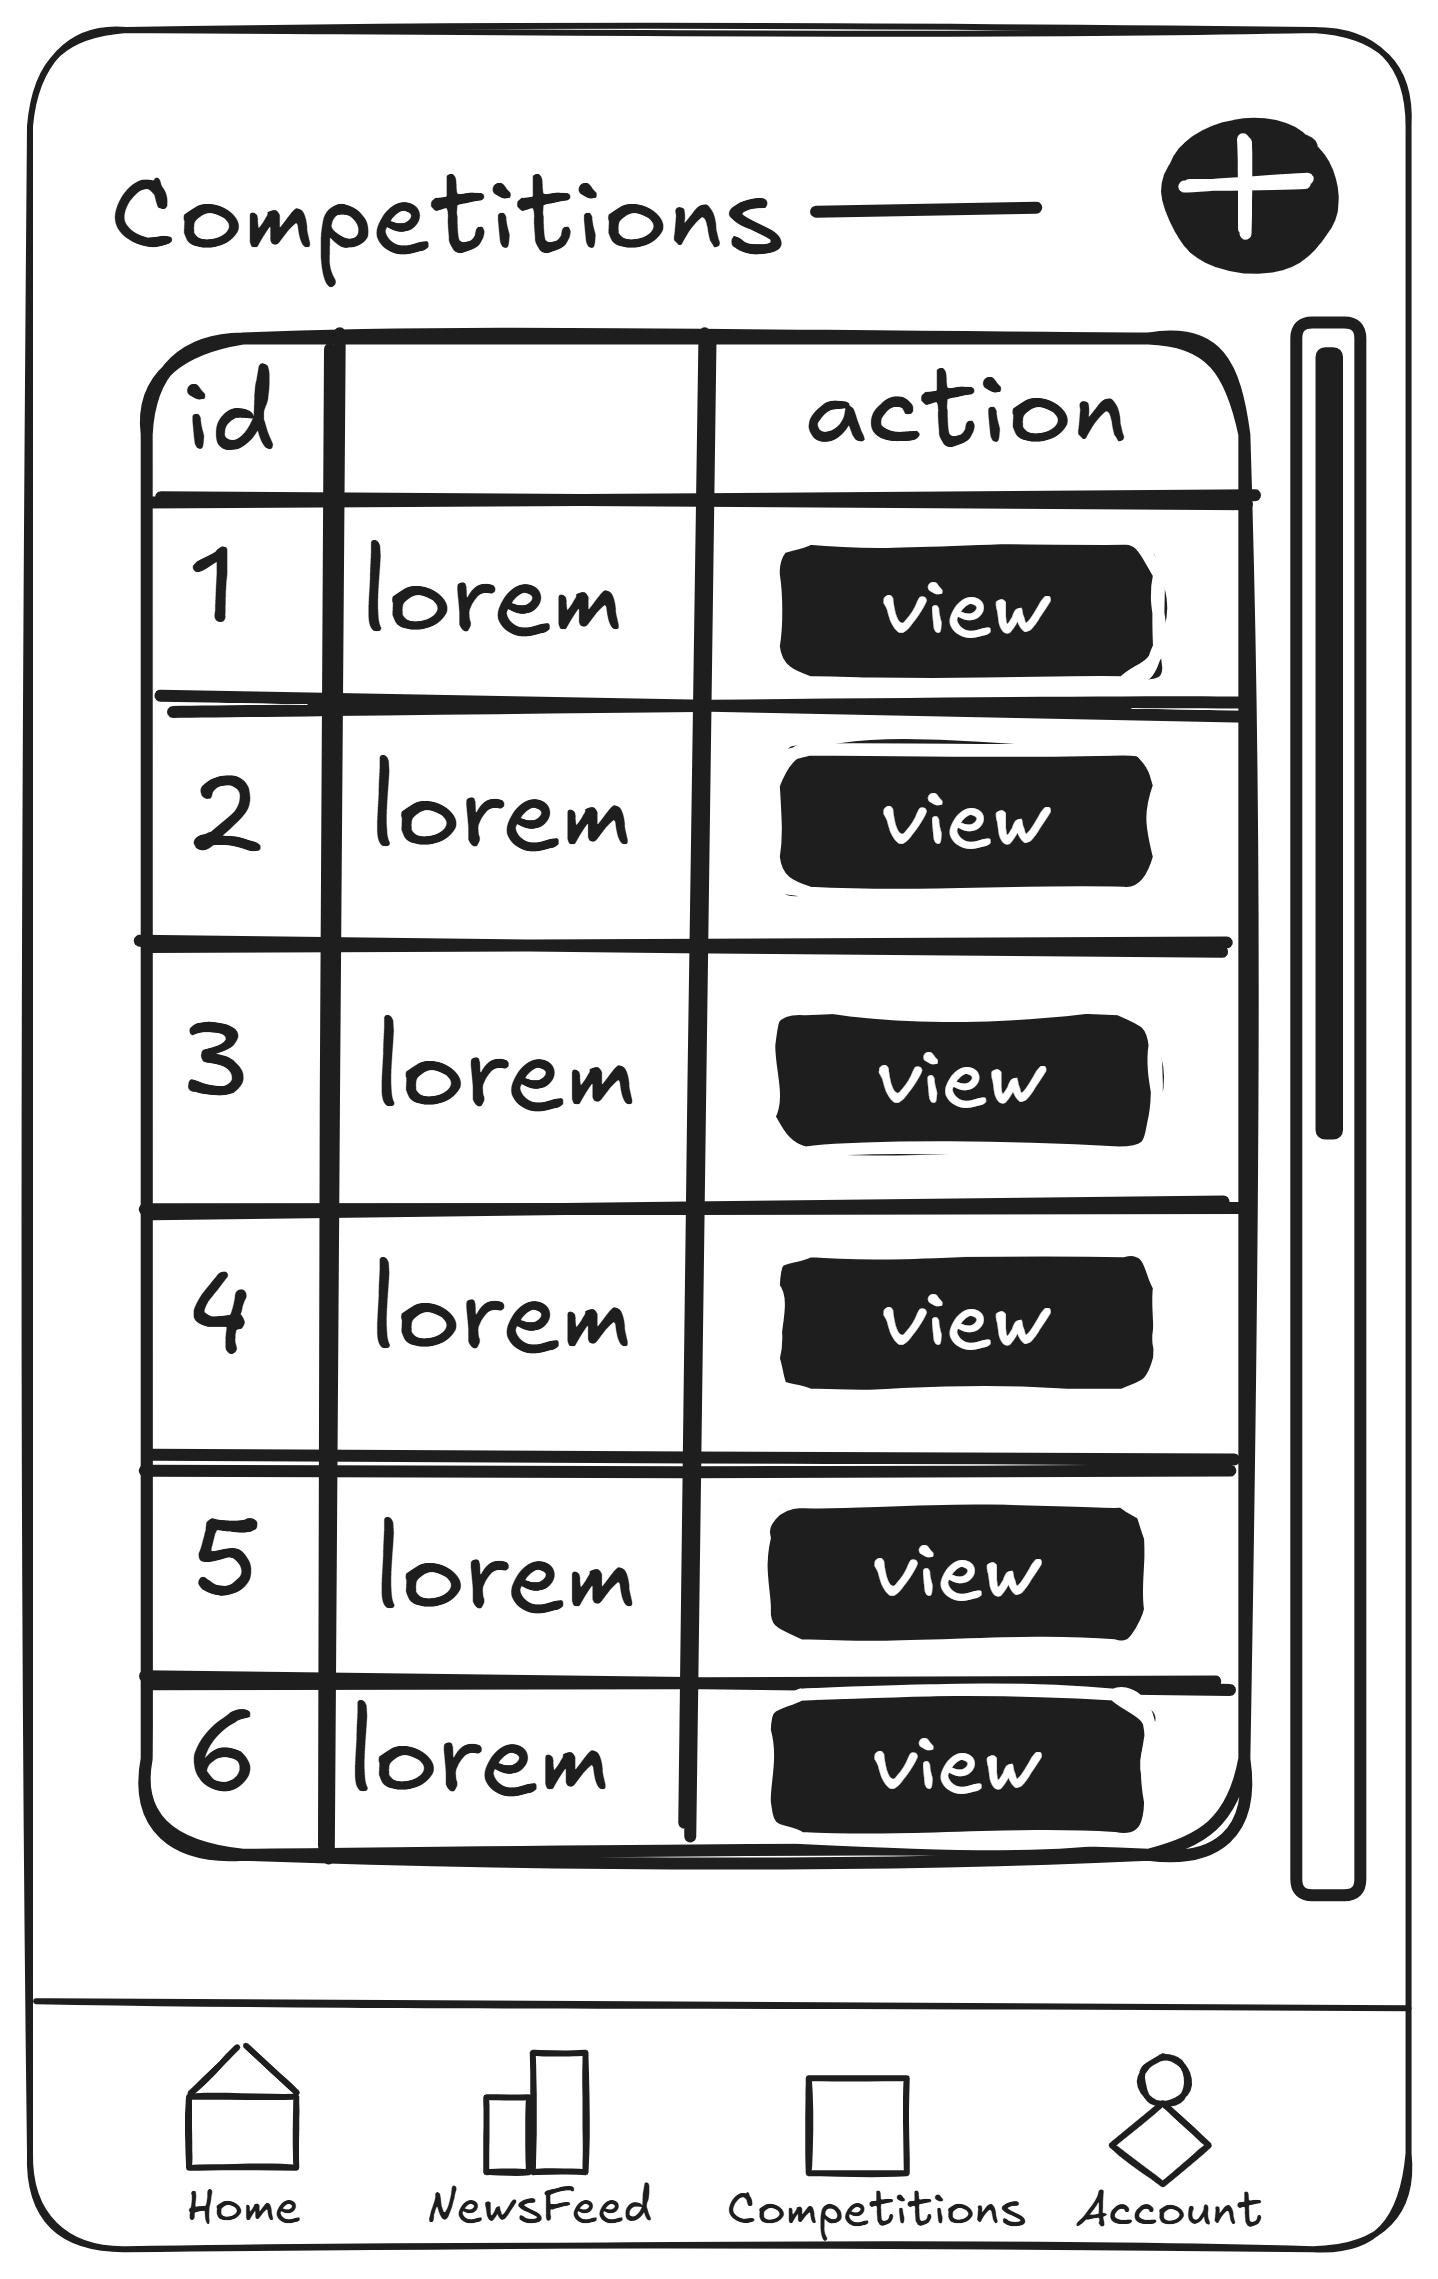 Competitions
id action
1 lorem view
2 lorem view
3 lorem view
4 lorem view
5 lorem view
6 lorem view
Home NewsFeed Competitions Account